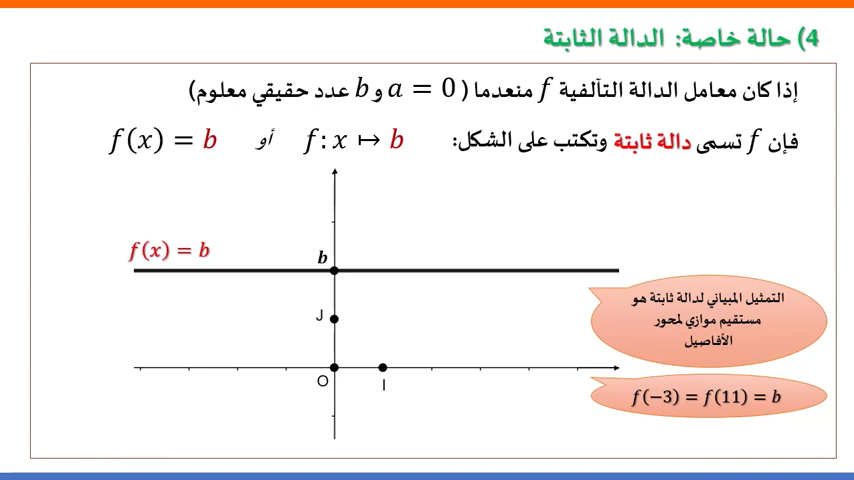 4) حالة خاصة: الدالة الثابتة
إذا كان معامل الدالة التآلفية f منعدما ( a = 0 و b عدد حقيقي معلوم)
فإن f تسمى دالة ثابتة وتكتب على الشكل: f: x ↦ b أو f(x) = b
f(x) = b
b
J
O
I
التمثيل المبياني لدالة ثابتة هو
مستقيم موازي لمحور
الأفاصيل
f(−3) = f(11) = b